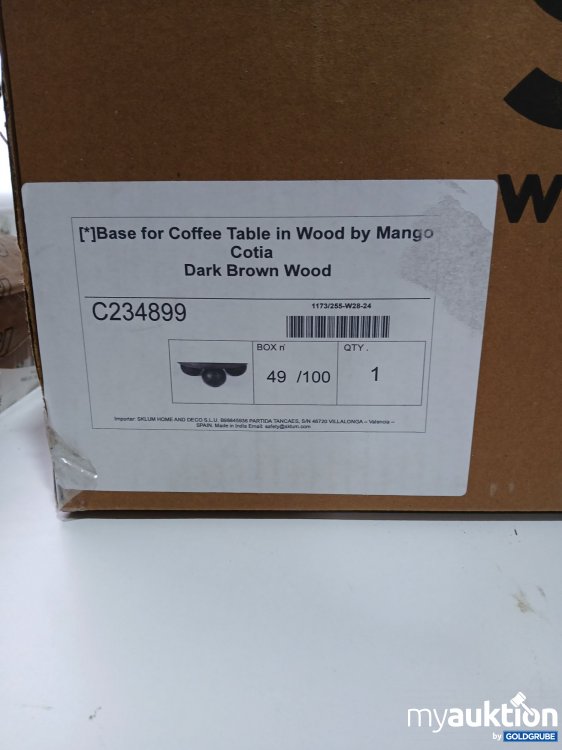 W
[*]Base for Coffee Table in Wood by Mango
Cotia
Dark Brown Wood
C234899
1173/255-W28-24
BOX nº
QTY.
49 /100
1
Importer: SKLUM HOME AND DECO S.L.U. PARTIDA TANCAES, S/N 46720 VILLALONGA – Valencia –
SPAIN. Made in India Email: safety@sklum.com
myauktion
by GOLDGRUBE